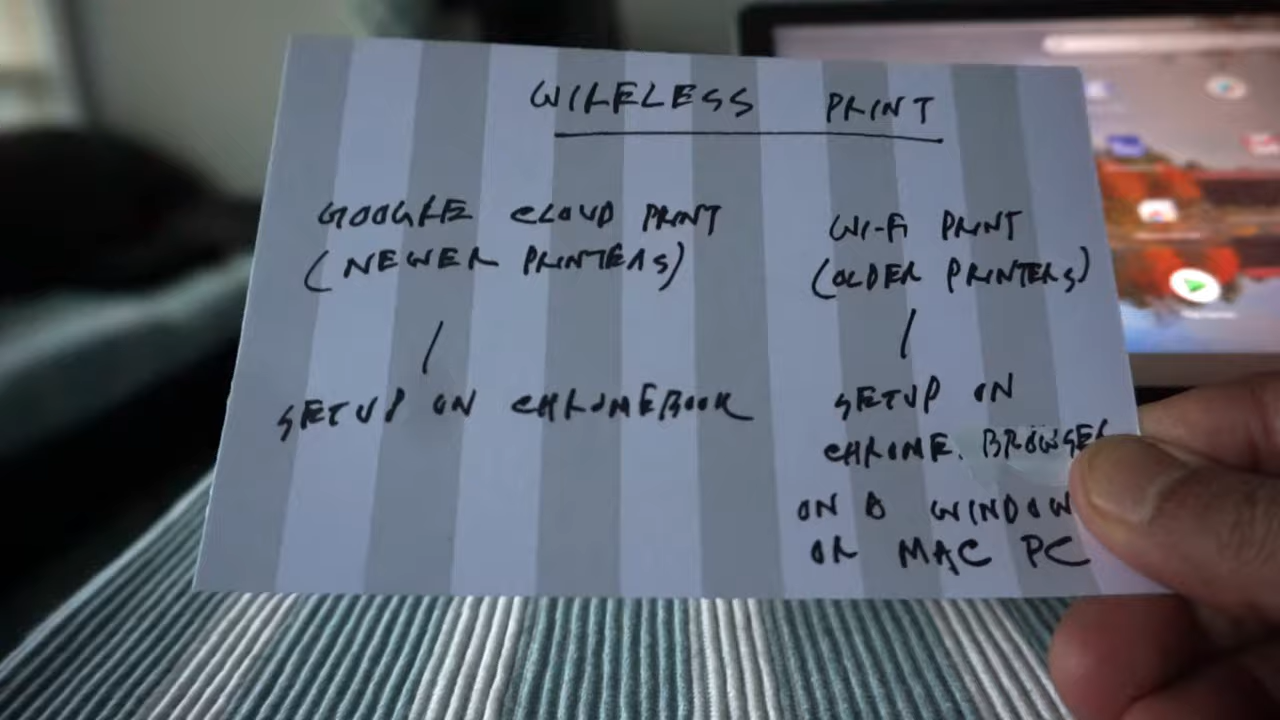 WIRELESS PRINT
GOOGLE CLOUD PRINT
(NEWER PRINTERS)
SETUP ON CHROMEBOOK
WI-FI PRINT
(OLDER PRINTERS)
SETUP ON
CHROME. BROWSER
ON A WINDOW
OR MAC PC